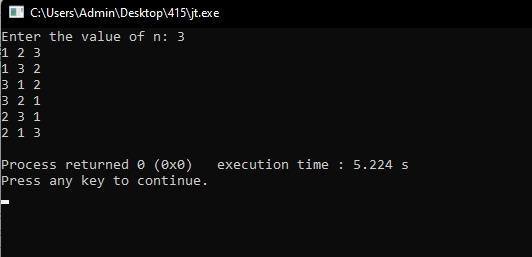 C:\Users\Admin\Desktop\415\jt.exe
Enter the value of n: 3
1 2 3
1 3 2
3 1 2
3 2 1
2 3 1
2 1 3
Process returned 0 (0x0)   execution time : 5.224 s
Press any key to continue.